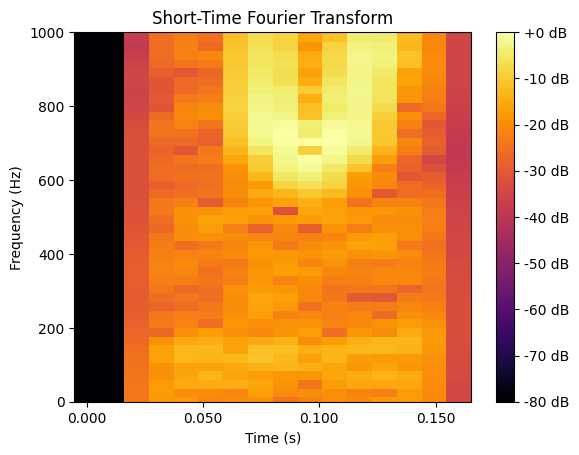 Short-Time Fourier Transform
Frequency (Hz)
1000
800
600
400
200
0
0.000 0.050 0.100 0.150
Time (s)
+0 dB
-10 dB
-20 dB
-30 dB
-40 dB
-50 dB
-60 dB
-70 dB
-80 dB